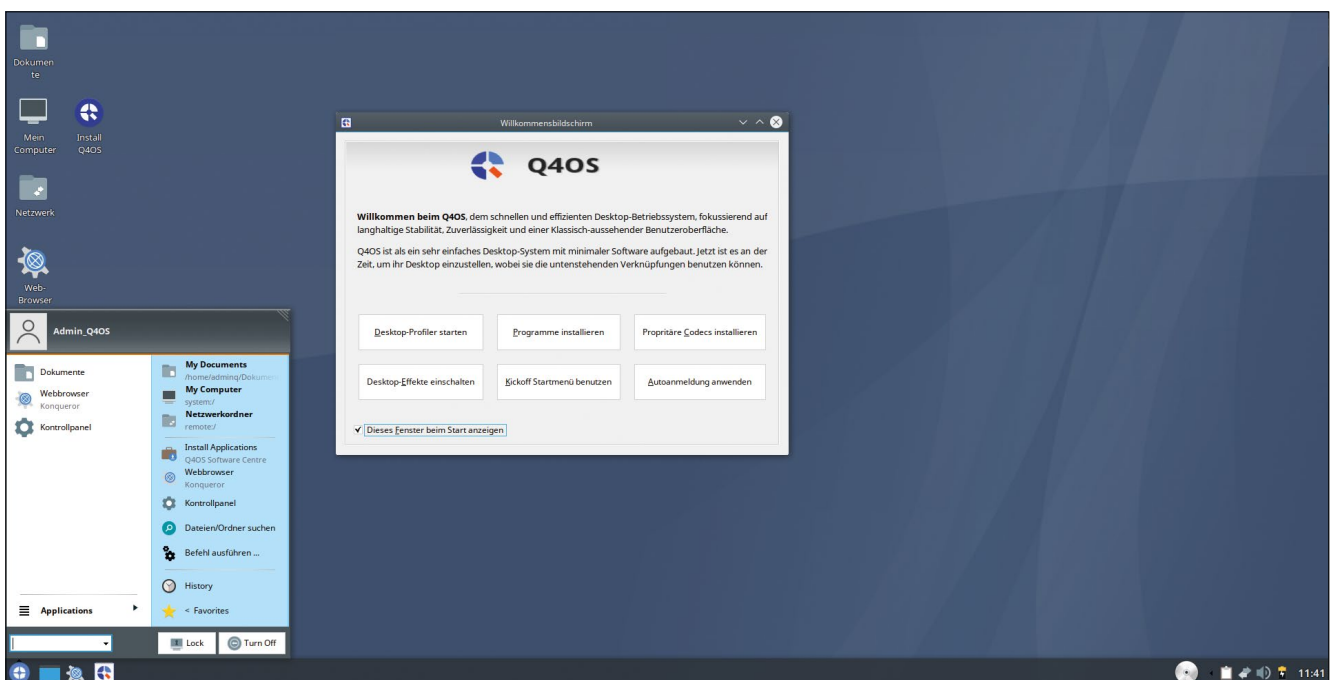 Dokumen
te
Mein
Computer
Install
Q4OS
Netzwerk
Web-
Browser
Willkommensbildschirm
Q4OS
Willkommen beim Q4OS, dem schnellen und effizienten Desktop-Betriebssystem, fokussierend auf
langhaltige Stabilität, Zuverlässigkeit und einer Klassisch-aussehender Benutzeroberfläche.
Q4OS ist als ein sehr einfaches Desktop-System mit minimaler Software aufgebaut. Jetzt ist es an der
Zeit, um ihr Desktop einzustellen, wobei sie die untenstehenden Verknüpfungen benutzen können.
Desktop-Profiler starten
Programme installieren
Propritäre Codecs installieren
Desktop-Effekte einschalten
Kickoff Startmenü benutzen
Autoanmeldung anwenden
Dieses Fenster beim Start anzeigen
Admin_Q4OS
Dokumente
Webbrowser
Konqueror
Kontrollpanel
Applications
My Documents
/home/adminq/Dokumen
My Computer
system:/
Netzwerkordner
remote:/
Install Applications
Q4OS Software Centre
Webbrowser
Konqueror
Kontrollpanel
Dateien/Ordner suchen
Befehl ausführen ...
History
< Favorites
Lock
Turn Off
11:41